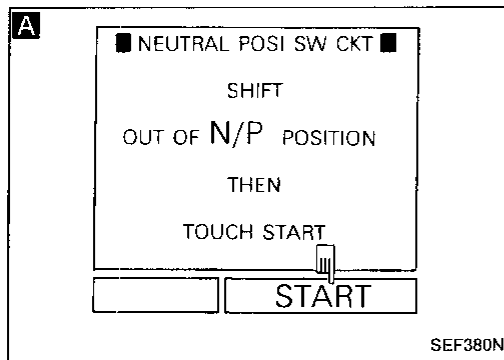 A
NEUTRAL POSI SW CKT
SHIFT
OUT OF N/P POSITION
THEN
TOUCH START
START
SEF380N